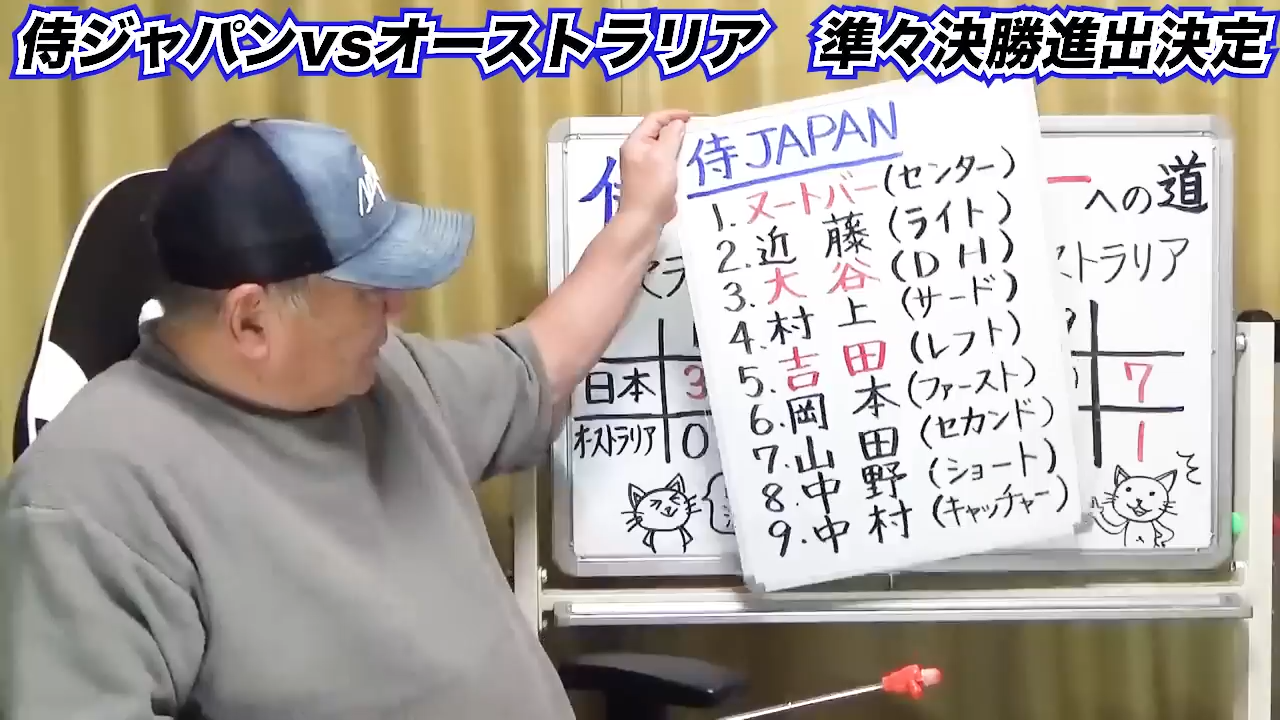 侍ジャパンvsオーストラリア 準々決勝進出決定
侍JAPAN
1.ヌートバー(センター)
2.近藤(ライト)
3.大谷(DH)
4.村上(サード)
5.吉田(レフト)
6.岡本(ファースト)
7.山田(セカンド)
8.中野(ショート)
9.中村(キャッチャー)
ーへの道
ストラリア
日本 3 7
オーストラリア 0 1